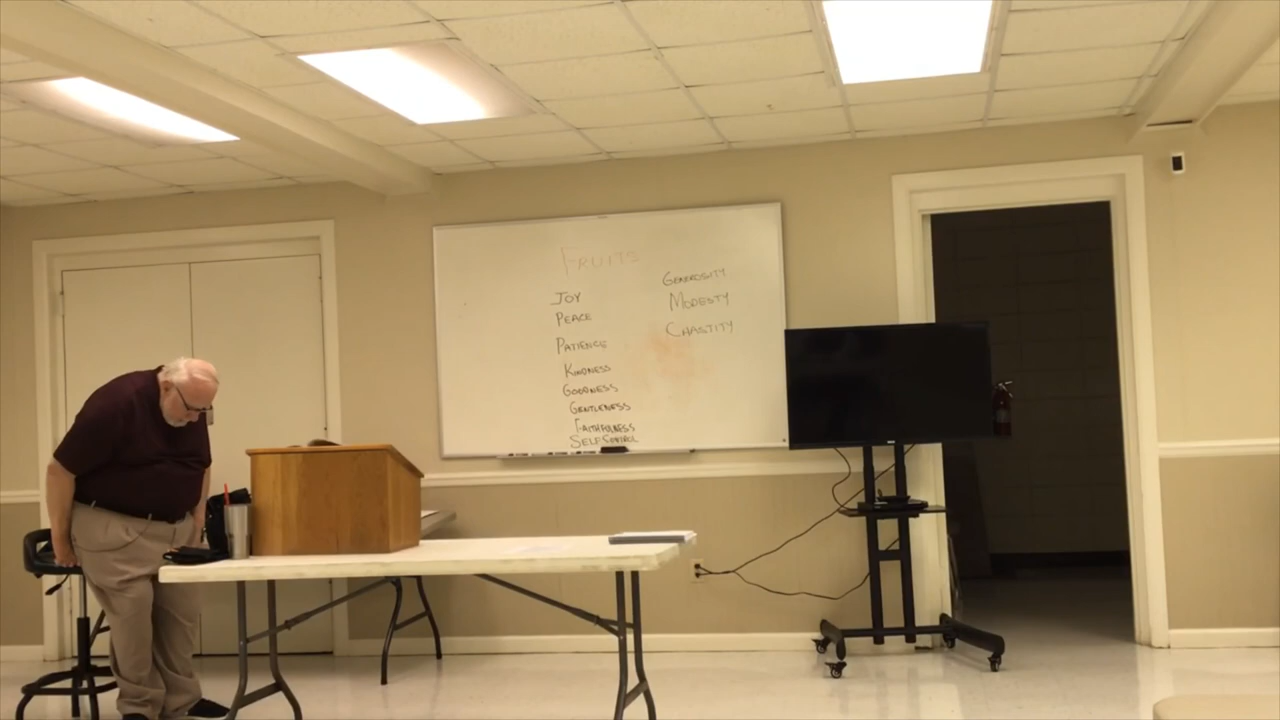 FRUITS
JOY
PEACE
PATIENCE
KINDNESS
GOODNESS
GENTLENESS
FAITHFULNESS
SELF CONTROL
GENEROSITY
MODESTY
CHASTITY